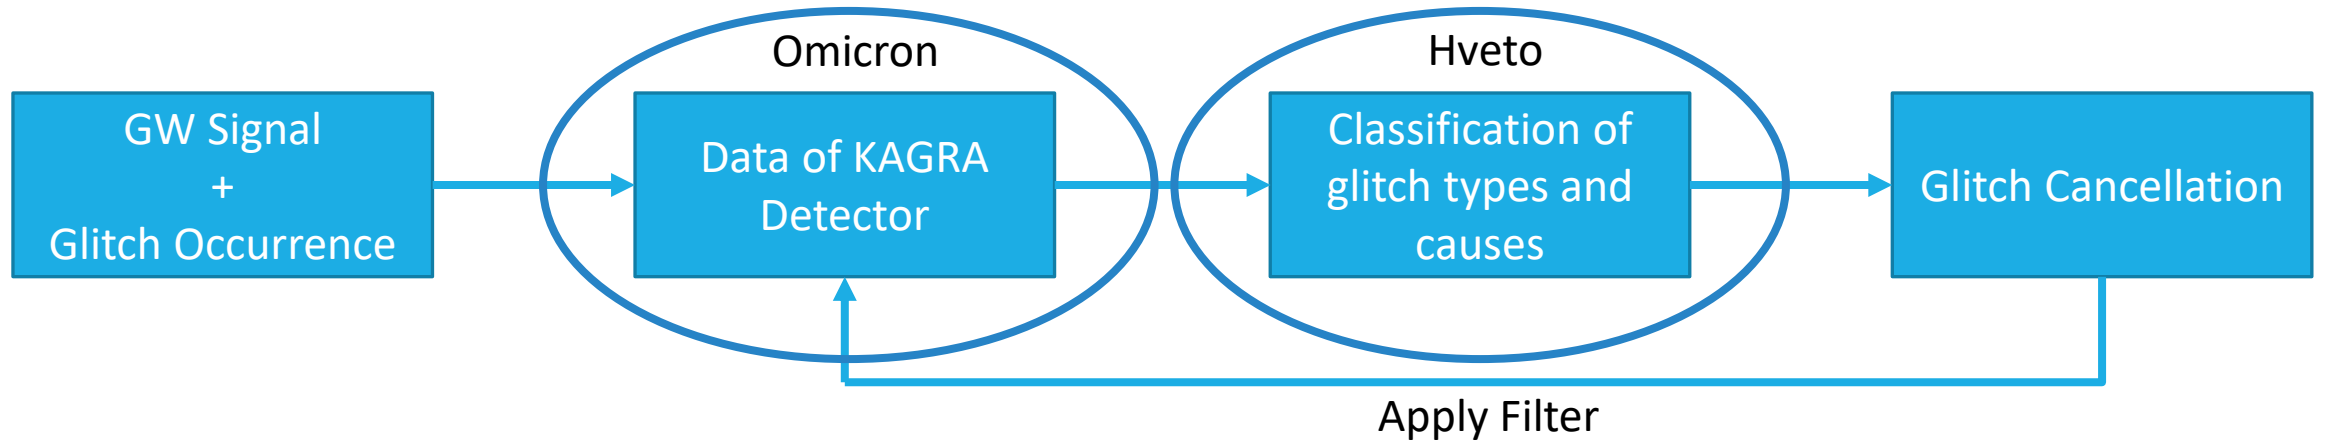 Omicron
Hveto
GW Signal
+
Glitch Occurrence
Data of KAGRA
Detector
Classification of
glitch types and
causes
Glitch Cancellation
Apply Filter